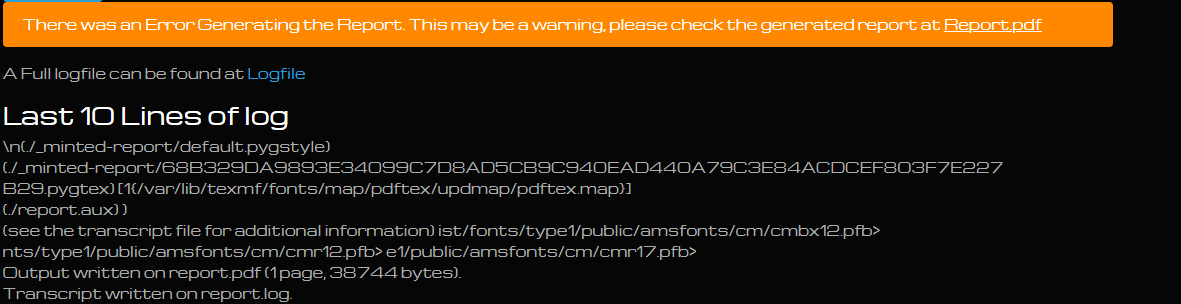 There was an Error Generating the Report. This may be a warning, please check the generated report at Report.pdf
A Full logfile can be found at Logfile
Last 10 Lines of log
\n(./_minted-report/default.pygstyle)
(./_minted-report/68B329DA9893E34099C7D8AD5CB9C940EAD440A79C3E84ACDCEF803F7E227
B29.pygtex) [1{/var/lib/texmf/fonts/map/pdftex/updmap/pdftex.map}]
(./report.aux) )
(see the transcript file for additional information) ist/fonts/type1/public/amsfonts/cm/cmbx12.pfb>
nts/type1/public/amsfonts/cm/cmr12.pfb> e1/public/amsfonts/cm/cmr17.pfb>
Output written on report.pdf (1 page, 38744 bytes).
Transcript written on report.log.